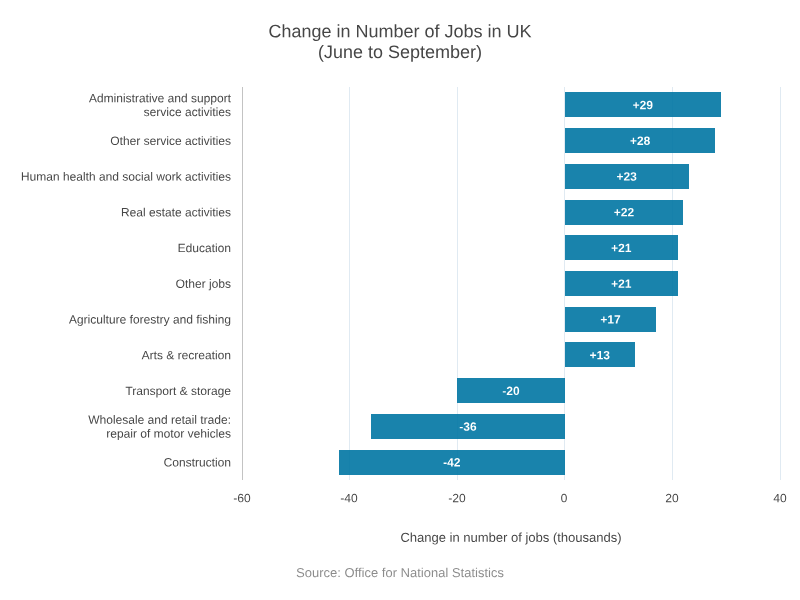 Change in Number of Jobs in UK
(June to September)
Administrative and support
service activities
+29
Other service activities
+28
Human health and social work activities
+23
Real estate activities
+22
Education
+21
Other jobs
+21
Agriculture forestry and fishing
+17
Arts & recreation
+13
Transport & storage
-20
Wholesale and retail trade:
repair of motor vehicles
-36
Construction
-42
-60 -40 -20 0 20 40
Change in number of jobs (thousands)
Source: Office for National Statistics